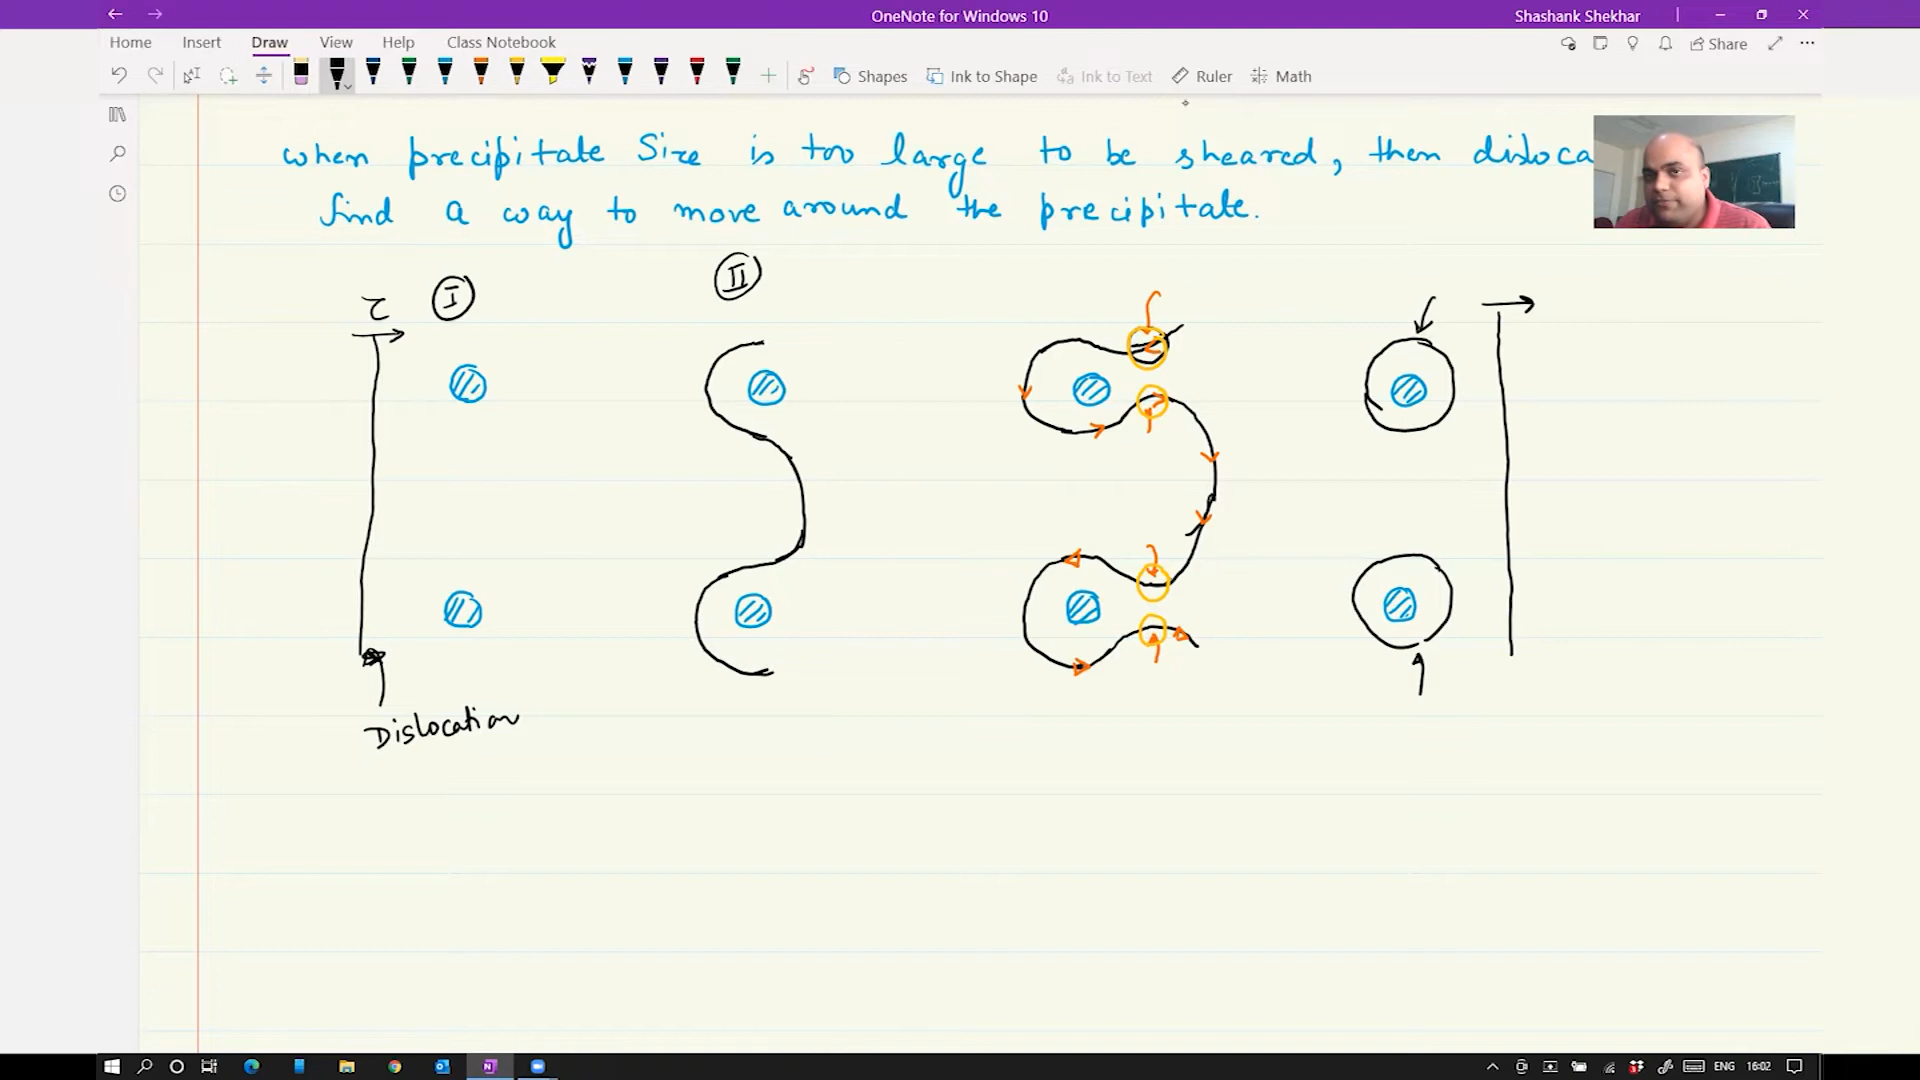 OneNote for Windows 10
Shashank Shekhar
Home Insert Draw View Help Class Notebook
Share
Shapes Ink to Shape Ink to Text Ruler Math
when precipitate Size is too large to be sheared, then disloca
find a way to move around the precipitate.
τ I II
Dislocation
ENG 16:02